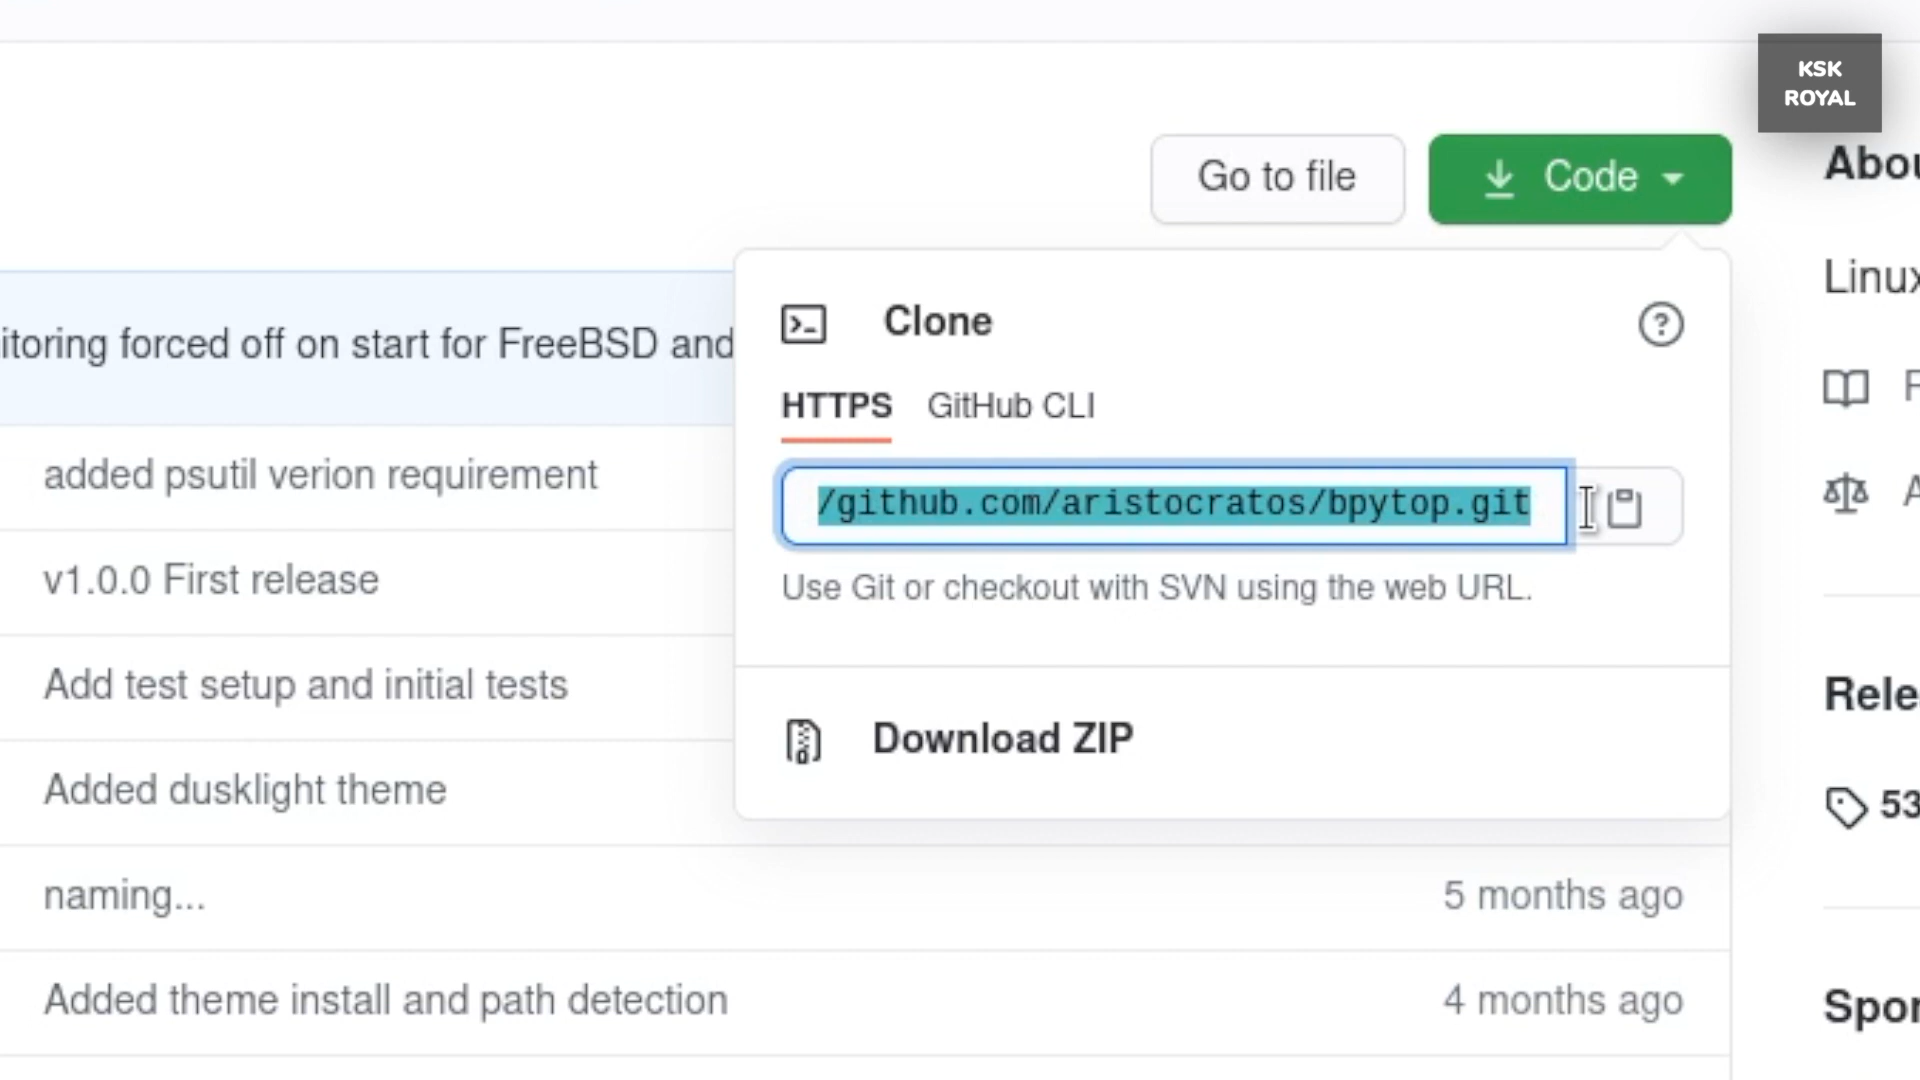 KSK
ROYAL
Go to file
Code
Clone
HTTPS
GitHub CLI
/github.com/aristocratos/bpytop.git
Use Git or checkout with SVN using the web URL.
Download ZIP
itoring forced off on start for FreeBSD and
added psutil verion requirement
v1.0.0 First release
Add test setup and initial tests
Added dusklight theme
naming...
5 months ago
Added theme install and path detection
4 months ago
Abou
Linux
Rele
53
Spor